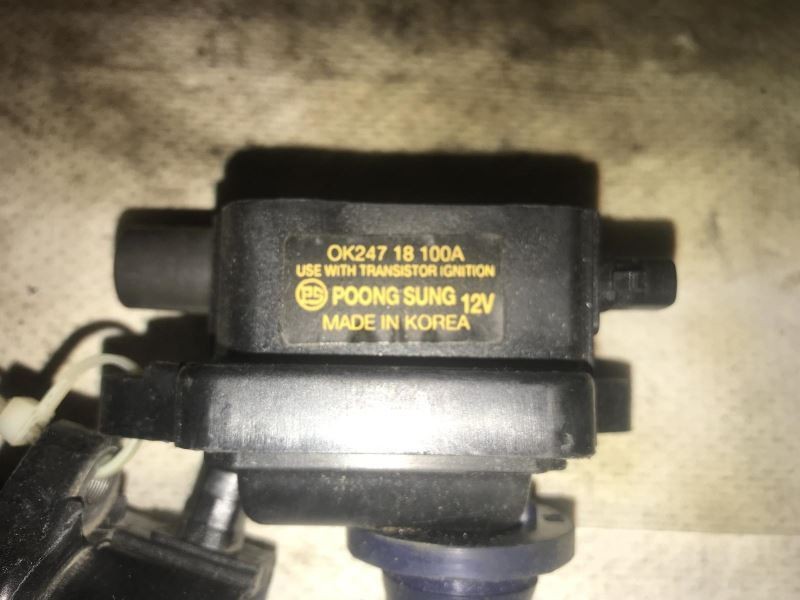 OK247 18 100A
USE WITH TRANSISTOR IGNITION
PS POONG SUNG 12V
MADE IN KOREA